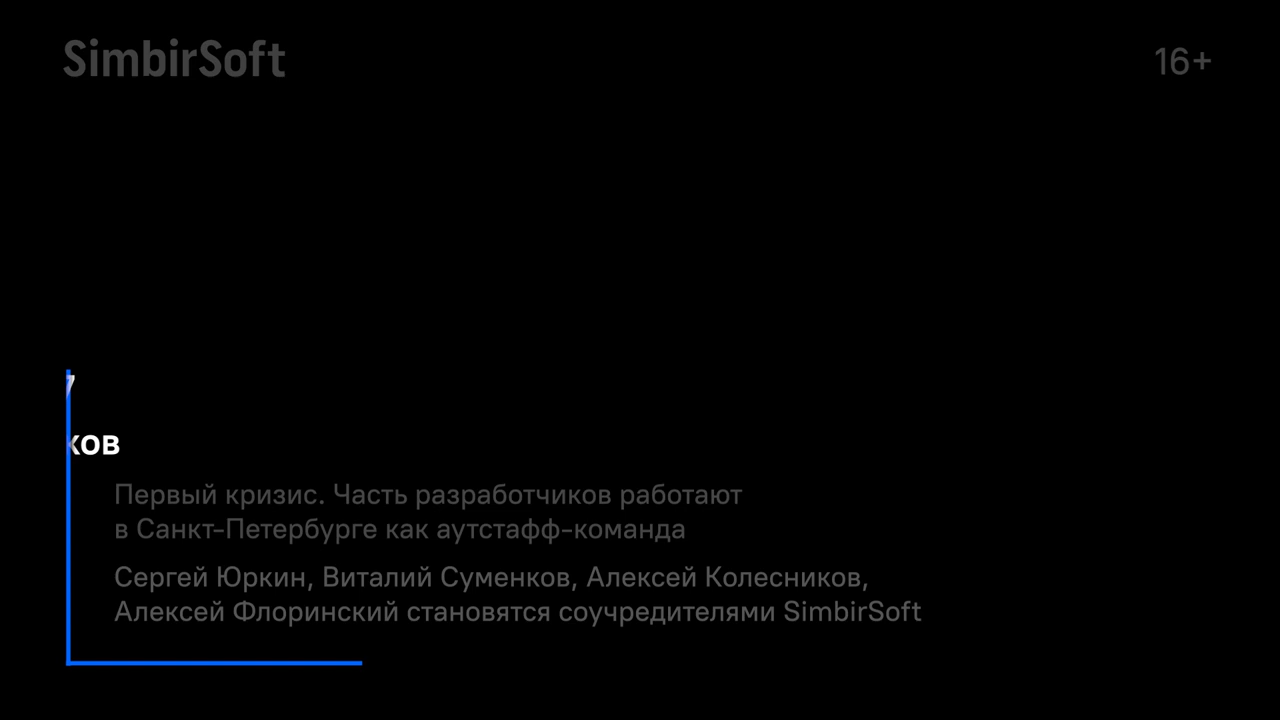 SimbirSoft
16+
7
ков
Первый кризис. Часть разработчиков работают
в Санкт-Петербурге как аутстафф-команда
Сергей Юркин, Виталий Суменков, Алексей Колесников,
Алексей Флоринский становятся соучредителями SimbirSoft